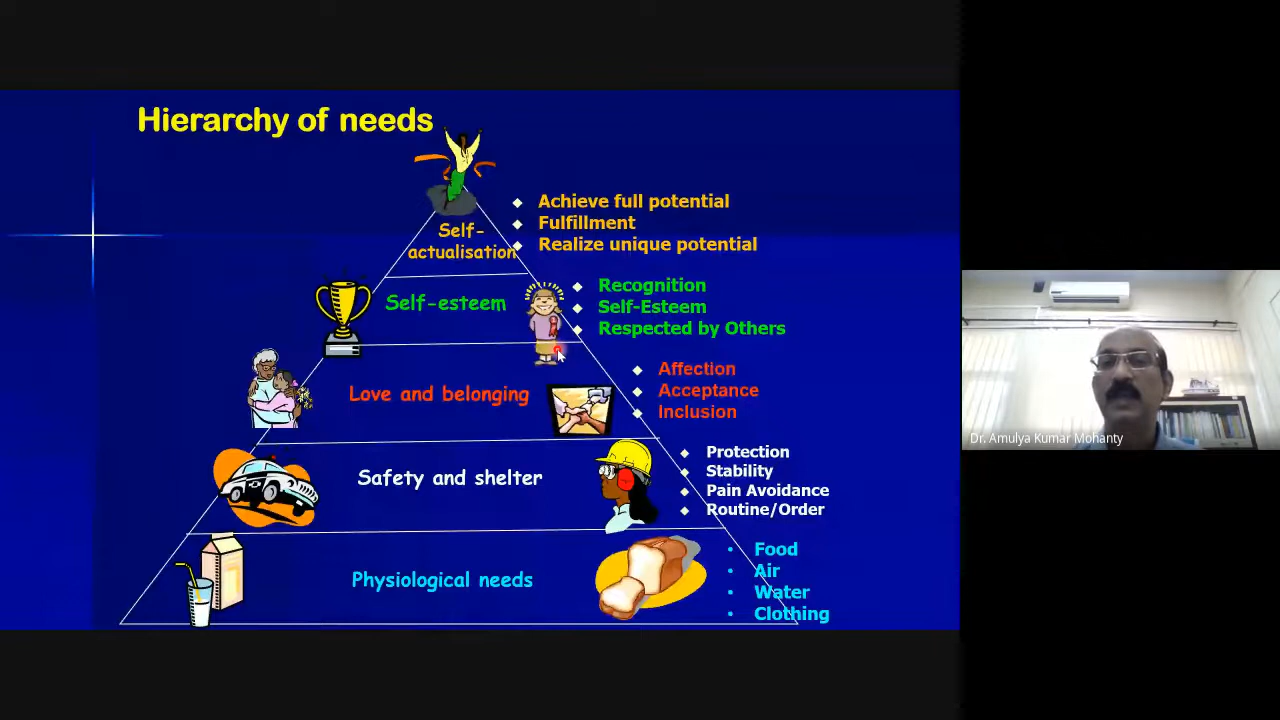 Hierarchy of needs
Achieve full potential
Fulfillment
Realize unique potential
Self-
actualisation
Recognition
Self-Esteem
Respected by Others
Self-esteem
Affection
Acceptance
Inclusion
Love and belonging
Protection
Stability
Pain Avoidance
Routine/Order
Safety and shelter
Food
Air
Water
Clothing
Physiological needs
Dr. Amulya Kumar Mohanty